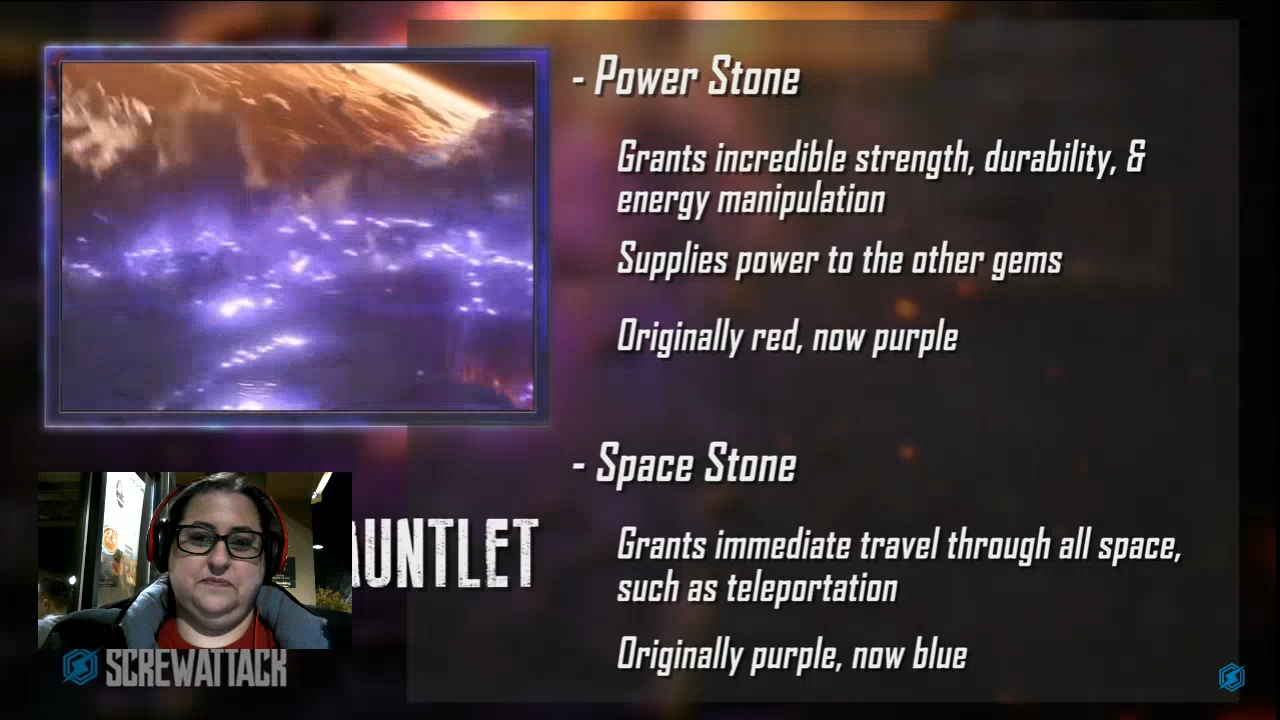 - Power Stone
Grants incredible strength, durability, &
energy manipulation
Supplies power to the other gems
Originally red, now purple
- Space Stone
Grants immediate travel through all space,
such as teleportation
Originally purple, now blue
AUNTLET
SCREWATTACK